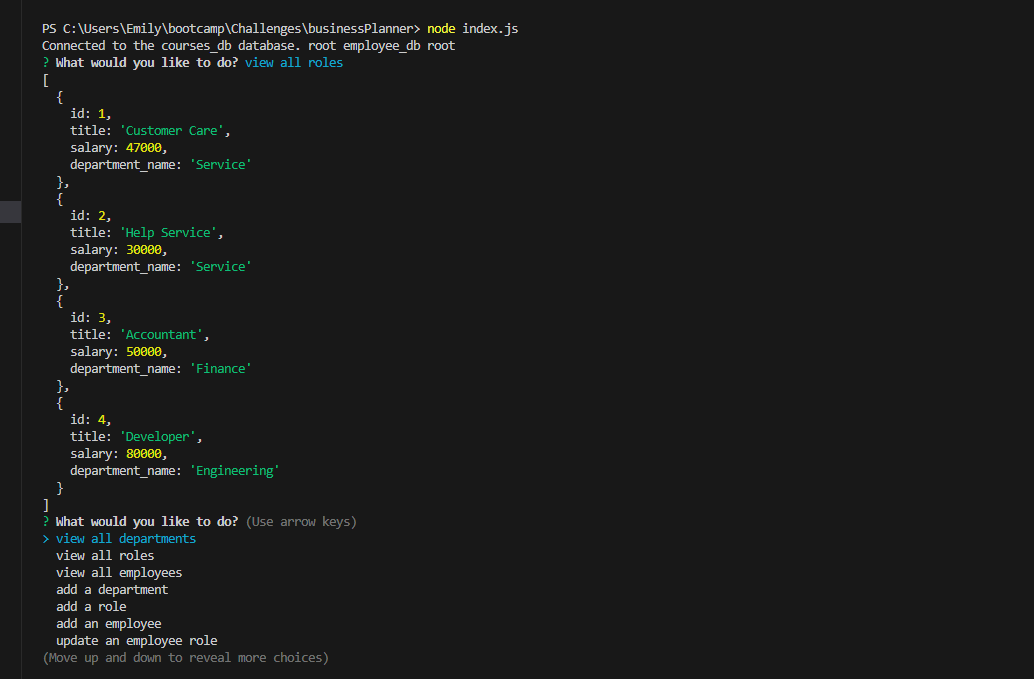 PS C:\Users\Emily\bootcamp\Challenges\businessPlanner> node index.js
Connected to the courses_db database. root employee_db root
? What would you like to do? view all roles
[
  {
    id: 1,
    title: 'Customer Care',
    salary: 47000,
    department_name: 'Service'
  },
  {
    id: 2,
    title: 'Help Service',
    salary: 30000,
    department_name: 'Service'
  },
  {
    id: 3,
    title: 'Accountant',
    salary: 50000,
    department_name: 'Finance'
  },
  {
    id: 4,
    title: 'Developer',
    salary: 80000,
    department_name: 'Engineering'
  }
]
? What would you like to do? (Use arrow keys)
> view all departments
  view all roles
  view all employees
  add a department
  add a role
  add an employee
  update an employee role
(Move up and down to reveal more choices)